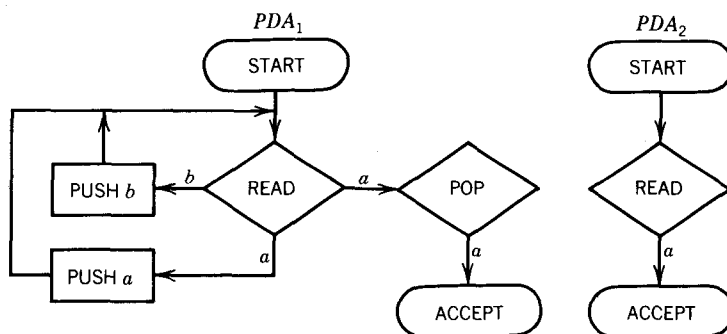 PDA₁
START
b
READ
a
POP
PUSH b
a
a
PUSH a
ACCEPT
PDA₂
START
READ
a
ACCEPT